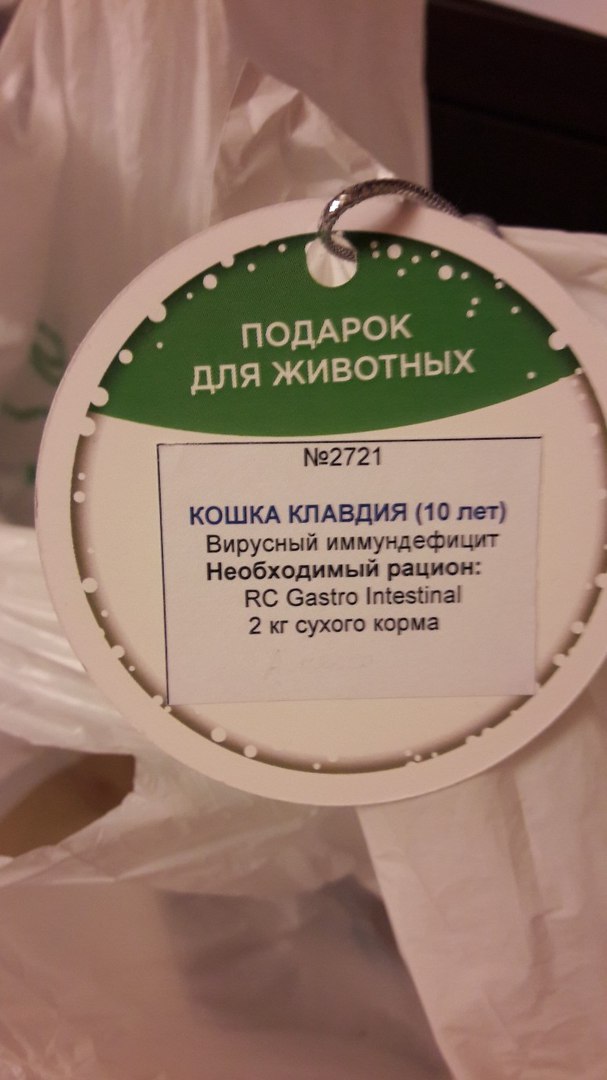 ПОДАРОК
ДЛЯ ЖИВОТНЫХ
№2721
КОШКА КЛАВДИЯ (10 лет)
Вирусный иммундефицит
Необходимый рацион:
RC Gastro Intestinal
2 кг сухого корма